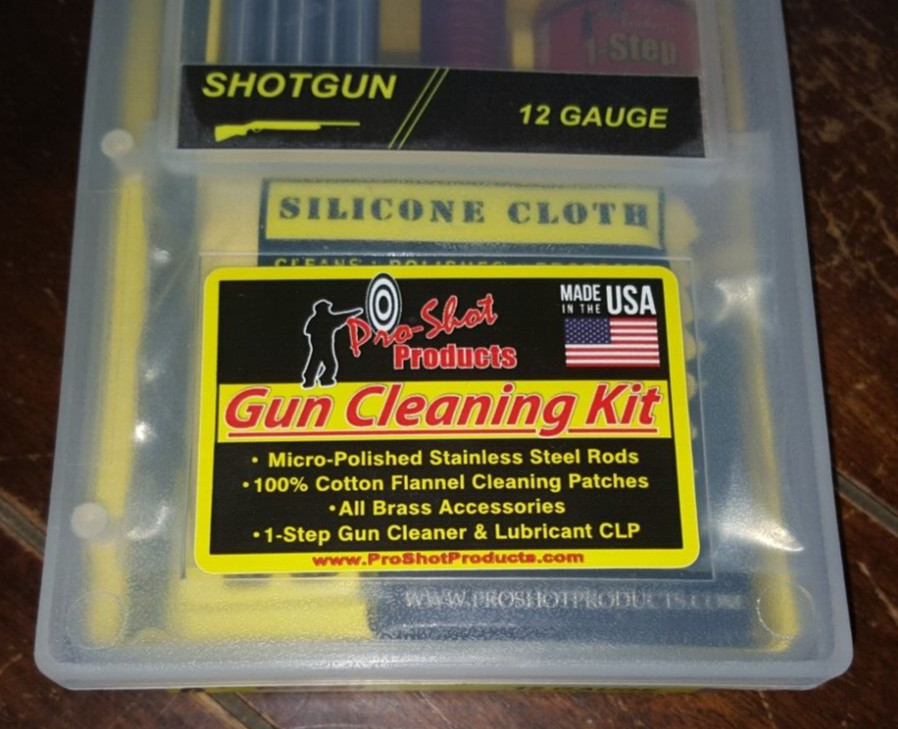 1-Step
SHOTGUN
12 GAUGE
SILICONE CLOTH
MADE
IN THE USA
Pro-Shot
Products
Gun Cleaning Kit
• Micro-Polished Stainless Steel Rods
•100% Cotton Flannel Cleaning Patches
•All Brass Accessories
•1-Step Gun Cleaner & Lubricant CLP
www.ProShotProducts.com
WWW.PROSHOTPRODUCTS.COM